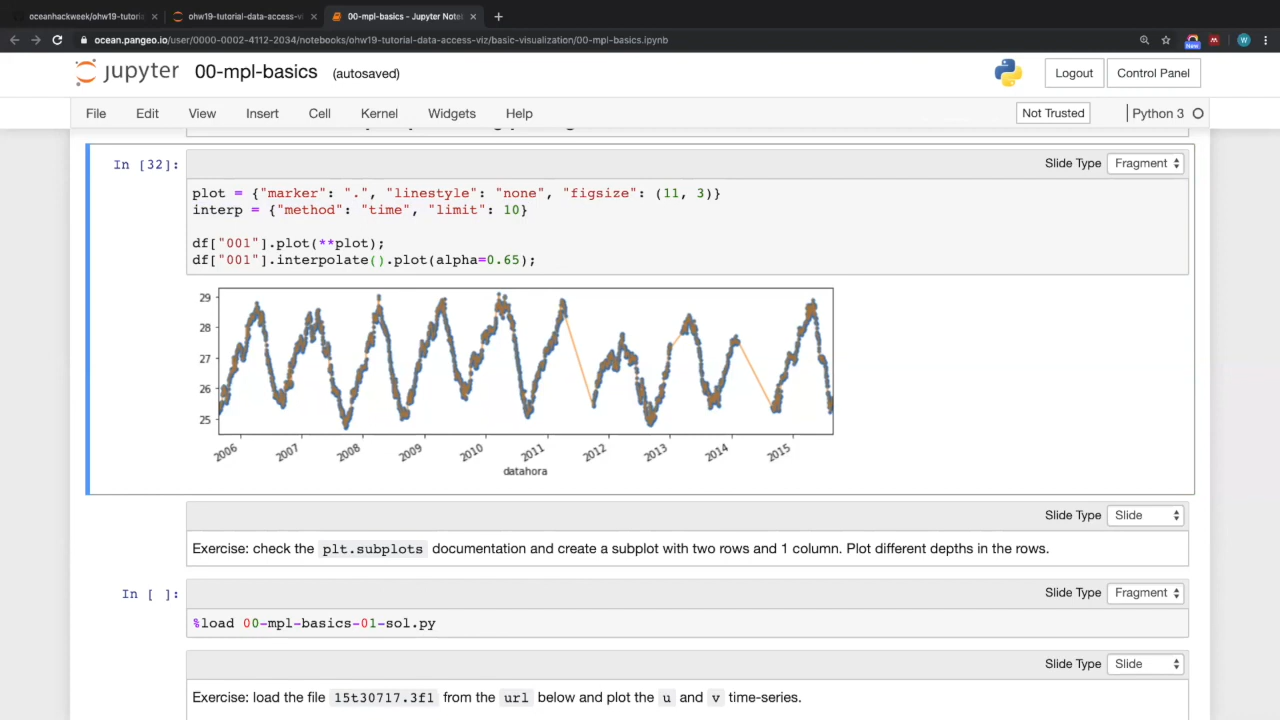 oceanhackweek/ohw19-tutoria
ohw19-tutorial-data-access-vi
00-mpl-basics - Jupyter Note
ocean.pangeo.io/user/0000-0002-4112-2034/notebooks/ohw19-tutorial-data-access-viz/basic-visualization/00-mpl-basics.ipynb
New
W
jupyter 00-mpl-basics (autosaved)
Logout
Control Panel
File Edit View Insert Cell Kernel Widgets Help
Not Trusted
Python 3
In [32]:
Slide Type Fragment
plot = {"marker": ".", "linestyle": "none", "figsize": (11, 3)}
interp = {"method": "time", "limit": 10}
df["001"].plot(**plot);
df["001"].interpolate().plot(alpha=0.65);
29
28
27
26
25
2006 2007 2008 2009 2010 2011 2012 2013 2014 2015
datahora
Slide Type Slide
Exercise: check the plt.subplots documentation and create a subplot with two rows and 1 column. Plot different depths in the rows.
In [ ]:
Slide Type Fragment
%load 00-mpl-basics-01-sol.py
Slide Type Slide
Exercise: load the file 15t30717.3f1 from the url below and plot the u and v time-series.